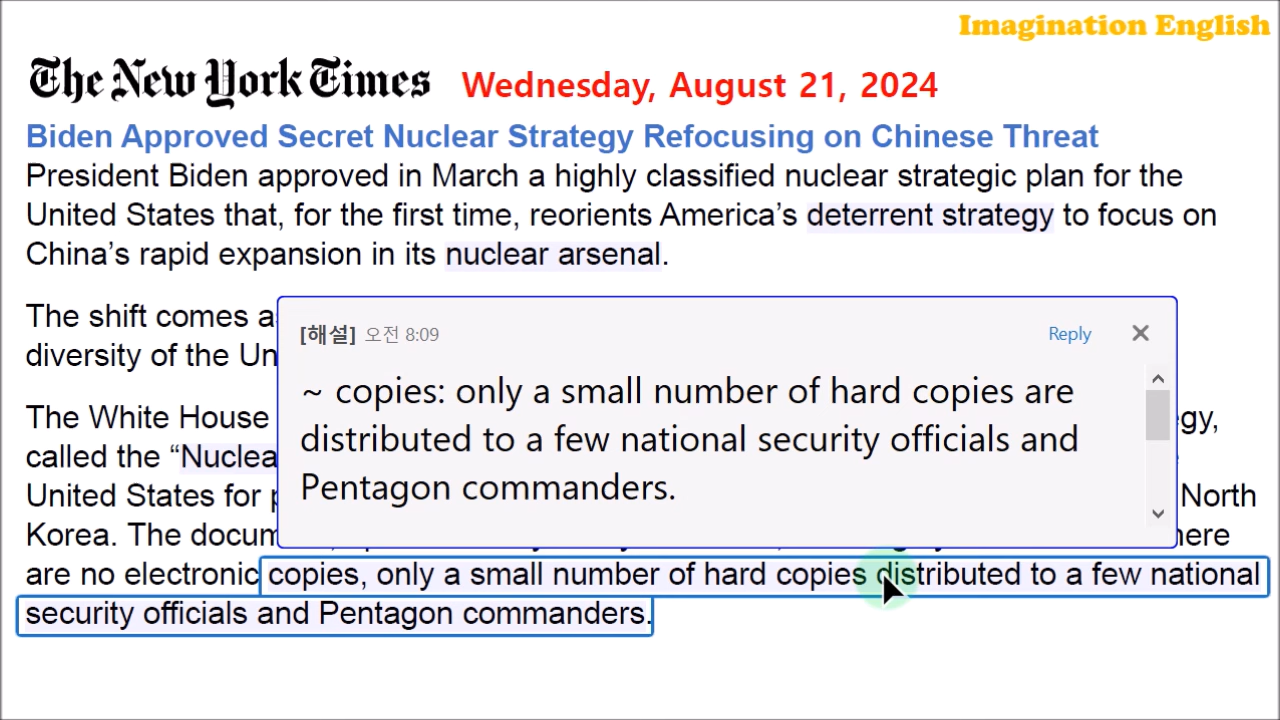 Imagination English
The New York Times Wednesday, August 21, 2024
Biden Approved Secret Nuclear Strategy Refocusing on Chinese Threat
President Biden approved in March a highly classified nuclear strategic plan for the
United States that, for the first time, reorients America’s deterrent strategy to focus on
China’s rapid expansion in its nuclear arsenal.
The shift comes
diversity of the
[해설] 오전 8:09 Reply
~ copies: only a small number of hard copies are
distributed to a few national security officials and
Pentagon commanders.
The White House
called the “
United States for North
Korea. The
are no electronic copies, only a small number of hard copies distributed to a few national
security officials and Pentagon commanders.